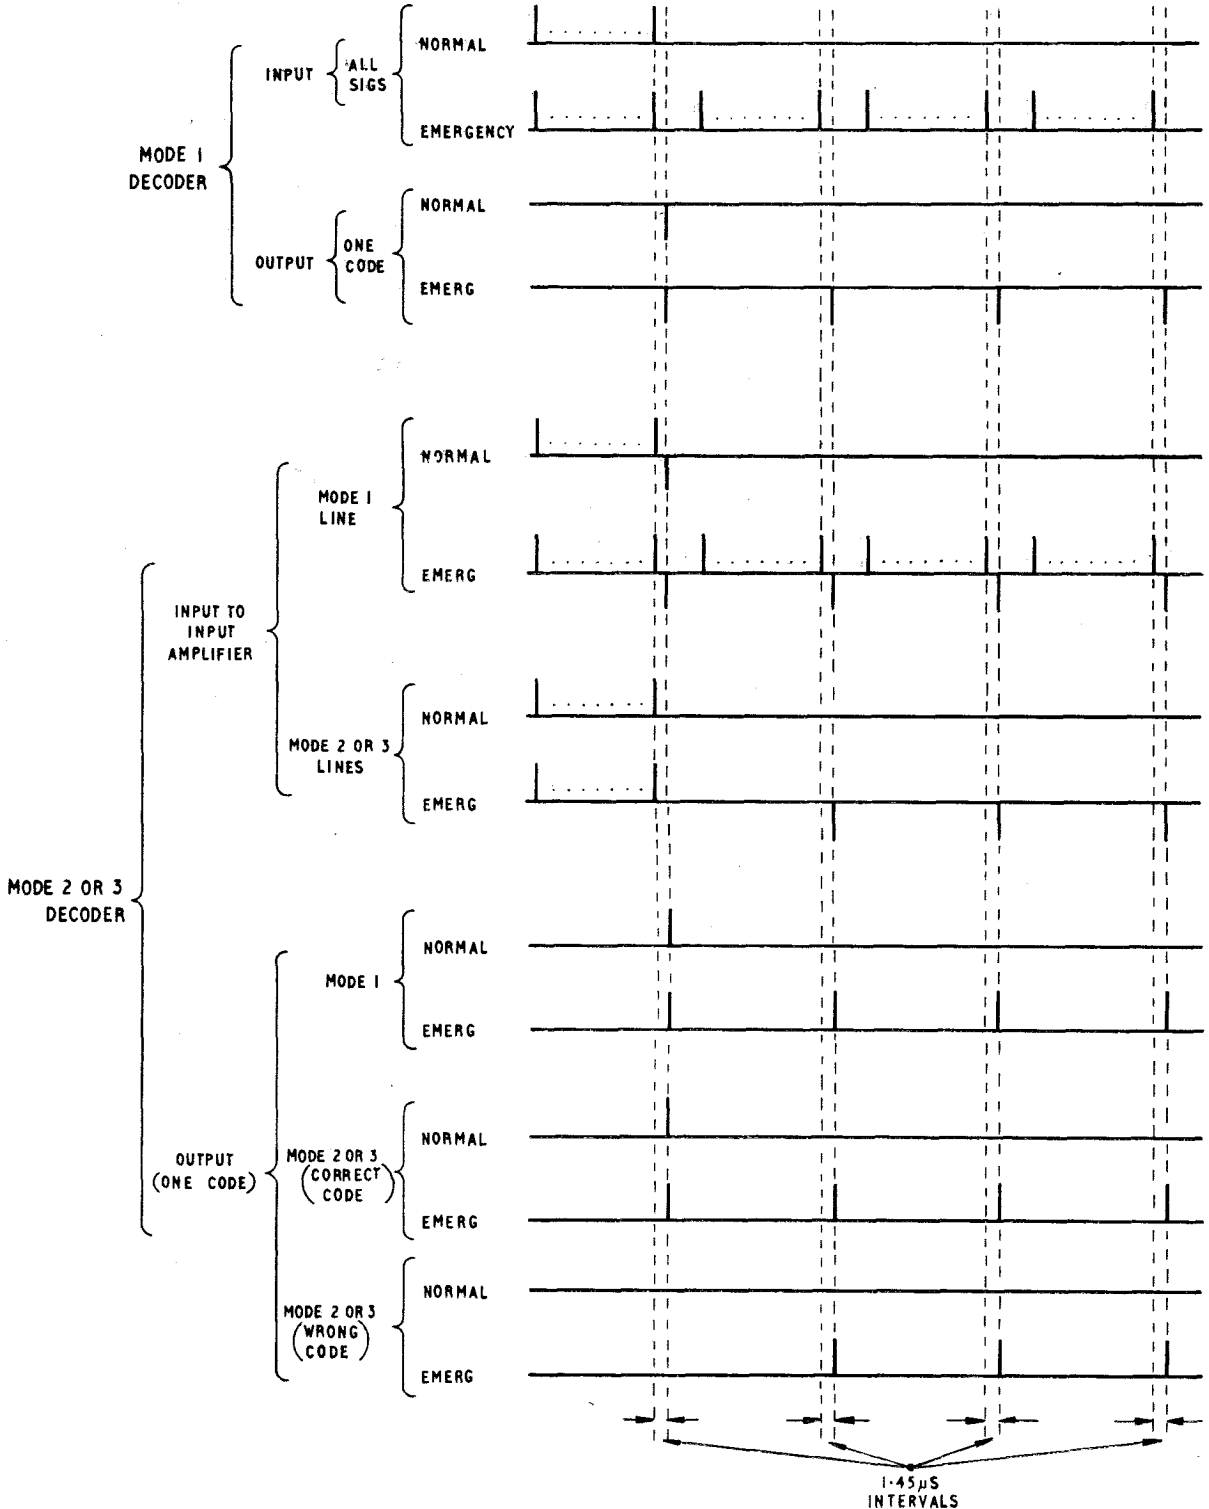 NORMAL
INPUT
ALL
SIGS
EMERGENCY
MODE 1
DECODER
NORMAL
OUTPUT
ONE
CODE
EMERG
NORMAL
MODE 1
LINE
EMERG
INPUT TO
INPUT
AMPLIFIER
NORMAL
MODE 2 OR 3
LINES
EMERG
MODE 2 OR 3
DECODER
NORMAL
MODE 1
EMERG
NORMAL
OUTPUT
(ONE CODE)
MODE 2 OR 3
(CORRECT
CODE)
EMERG
NORMAL
MODE 2 OR 3
(WRONG
CODE)
EMERG
1·45µS
INTERVALS